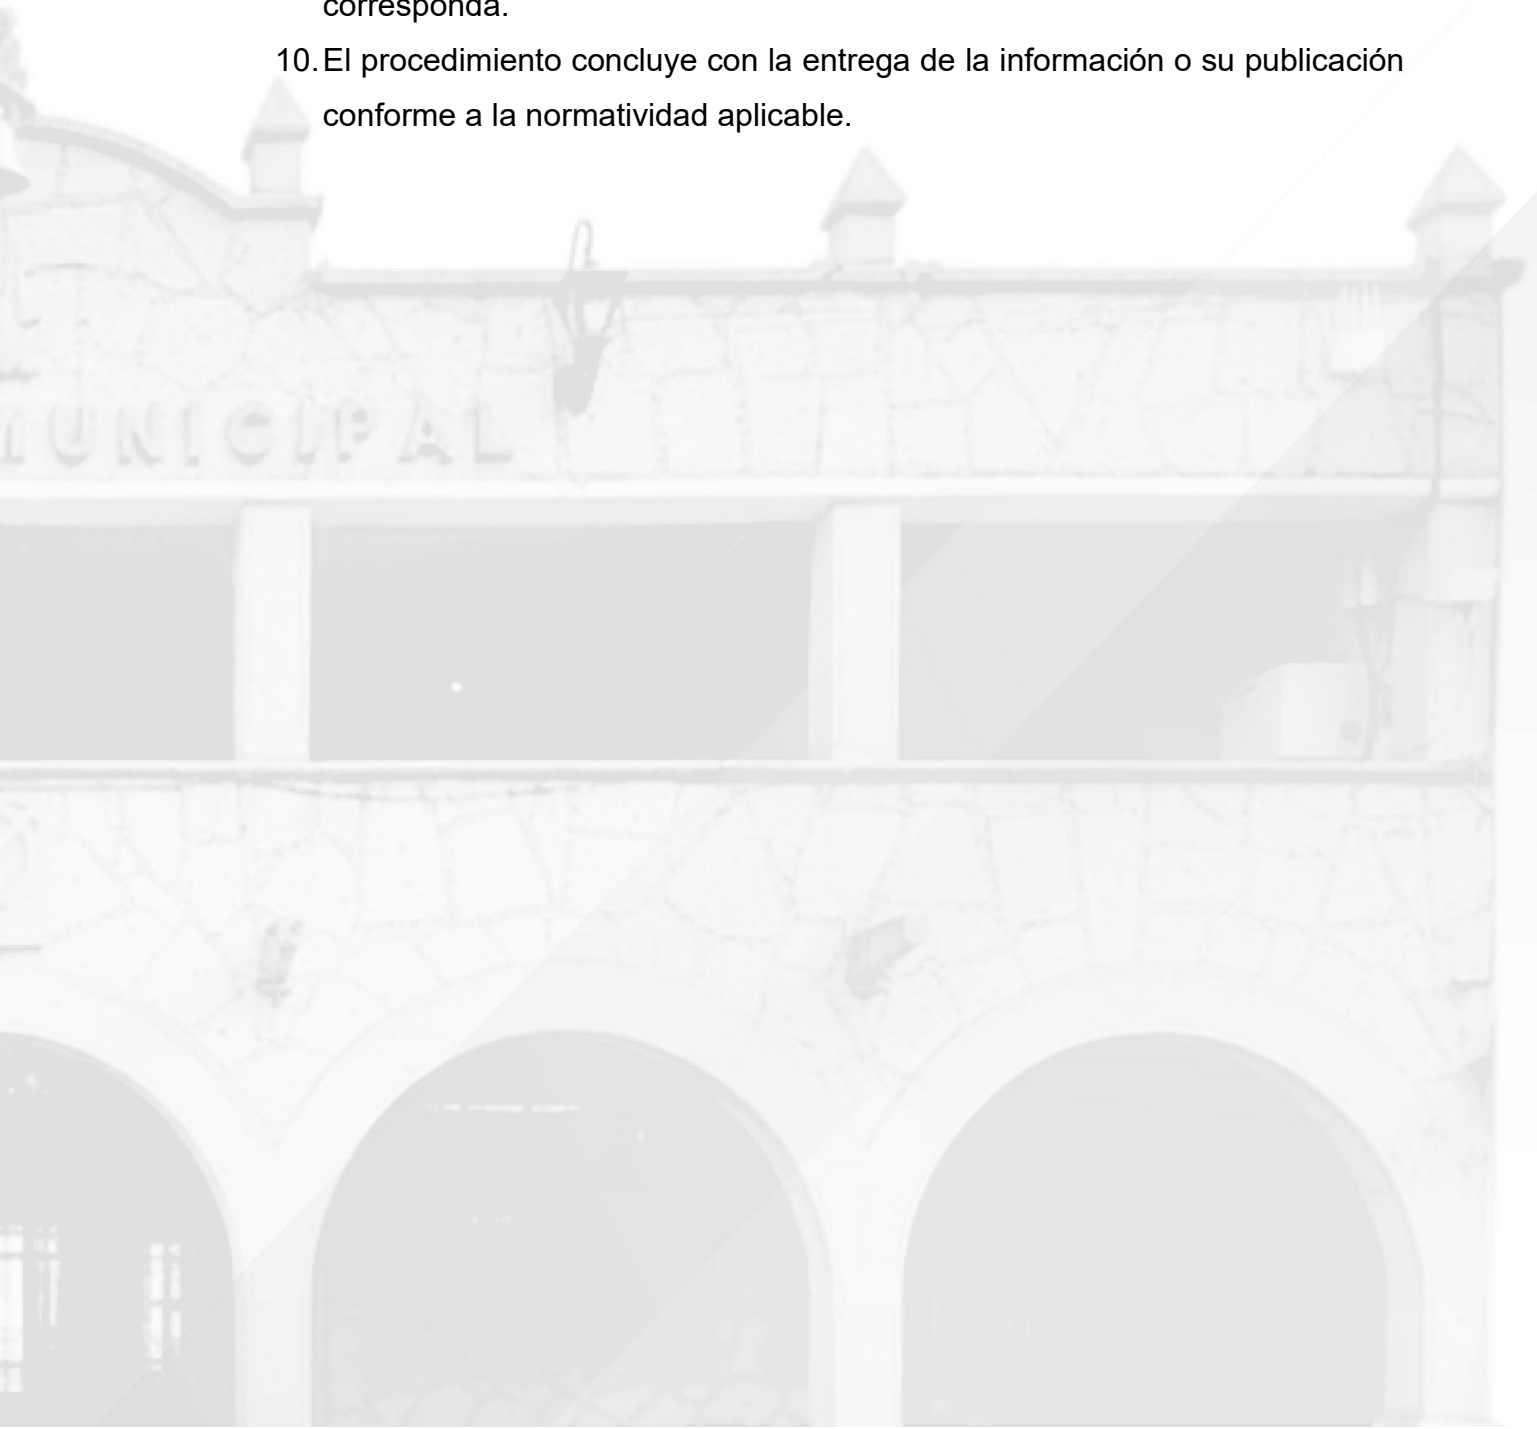 corresponda.
10. El procedimiento concluye con la entrega de la información o su publicación
conforme a la normatividad aplicable.
MUNICIPAL